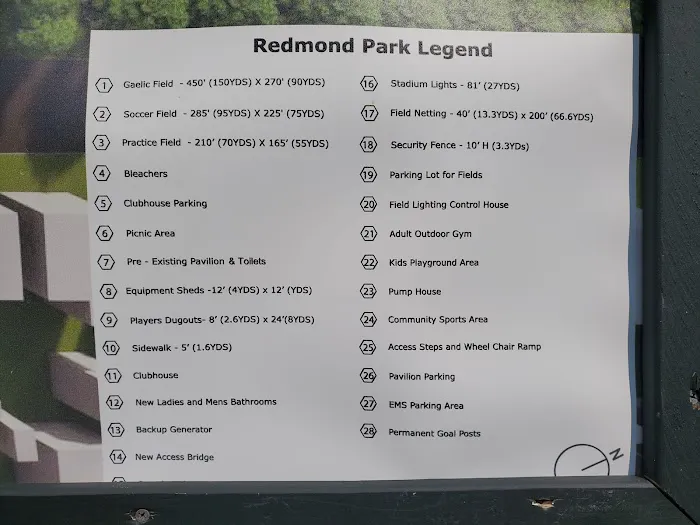 Redmond Park Legend
1 Gaelic Field - 450' (150YDS) X 270' (90YDS)
2 Soccer Field - 285' (95YDS) X 225' (75YDS)
3 Practice Field - 210' (70YDS) X 165' (55YDS)
4 Bleachers
5 Clubhouse Parking
6 Picnic Area
7 Pre - Existing Pavilion & Toilets
8 Equipment Sheds -12' (4YDS) x 12' (YDS)
9 Players Dugouts- 8' (2.6YDS) x 24'(8YDS)
10 Sidewalk - 5' (1.6YDS)
11 Clubhouse
12 New Ladies and Mens Bathrooms
13 Backup Generator
14 New Access Bridge
16 Stadium Lights - 81' (27YDS)
17 Field Netting - 40' (13.3YDS) x 200' (66.6YDS)
18 Security Fence - 10' H (3.3YDs)
19 Parking Lot for Fields
20 Field Lighting Control House
21 Adult Outdoor Gym
22 Kids Playground Area
23 Pump House
24 Community Sports Area
25 Access Steps and Wheel Chair Ramp
26 Pavilion Parking
27 EMS Parking Area
28 Permanent Goal Posts
N